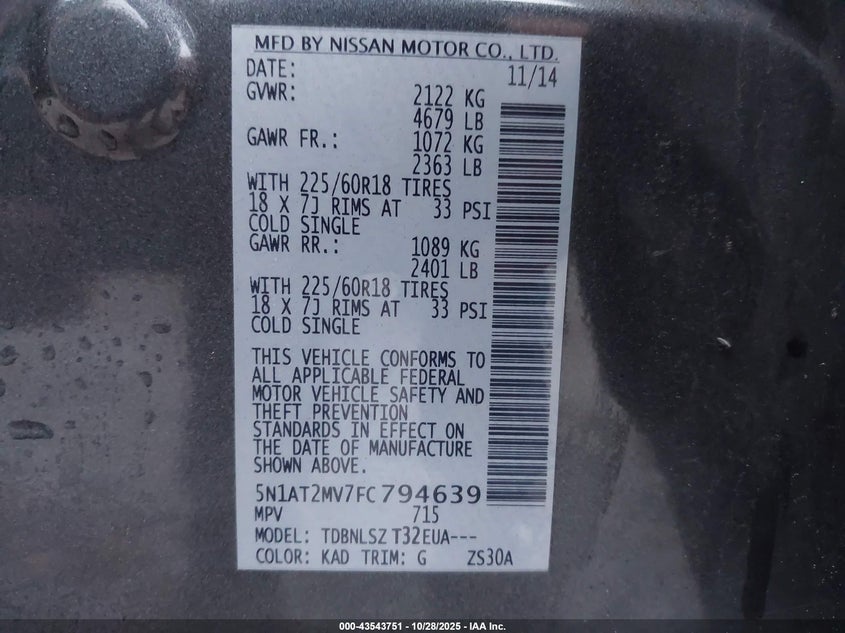 MFD BY NISSAN MOTOR CO., LTD.
DATE: 11/14
GVWR: 2122 KG
4679 LB
GAWR FR.: 1072 KG
2363 LB
WITH 225/60R18 TIRES
18 X 7J RIMS AT 33 PSI
COLD SINGLE
GAWR RR.: 1089 KG
2401 LB
WITH 225/60R18 TIRES
18 X 7J RIMS AT 33 PSI
COLD SINGLE
THIS VEHICLE CONFORMS TO
ALL APPLICABLE FEDERAL
MOTOR VEHICLE SAFETY AND
THEFT PREVENTION
STANDARDS IN EFFECT ON
THE DATE OF MANUFACTURE
SHOWN ABOVE.
5N1AT2MV7FC794639
MPV 715
MODEL: TDBNLSZ T32EUA---
COLOR: KAD TRIM: G ZS30A
000-43543751 | 10/28/2025 - IAA Inc.